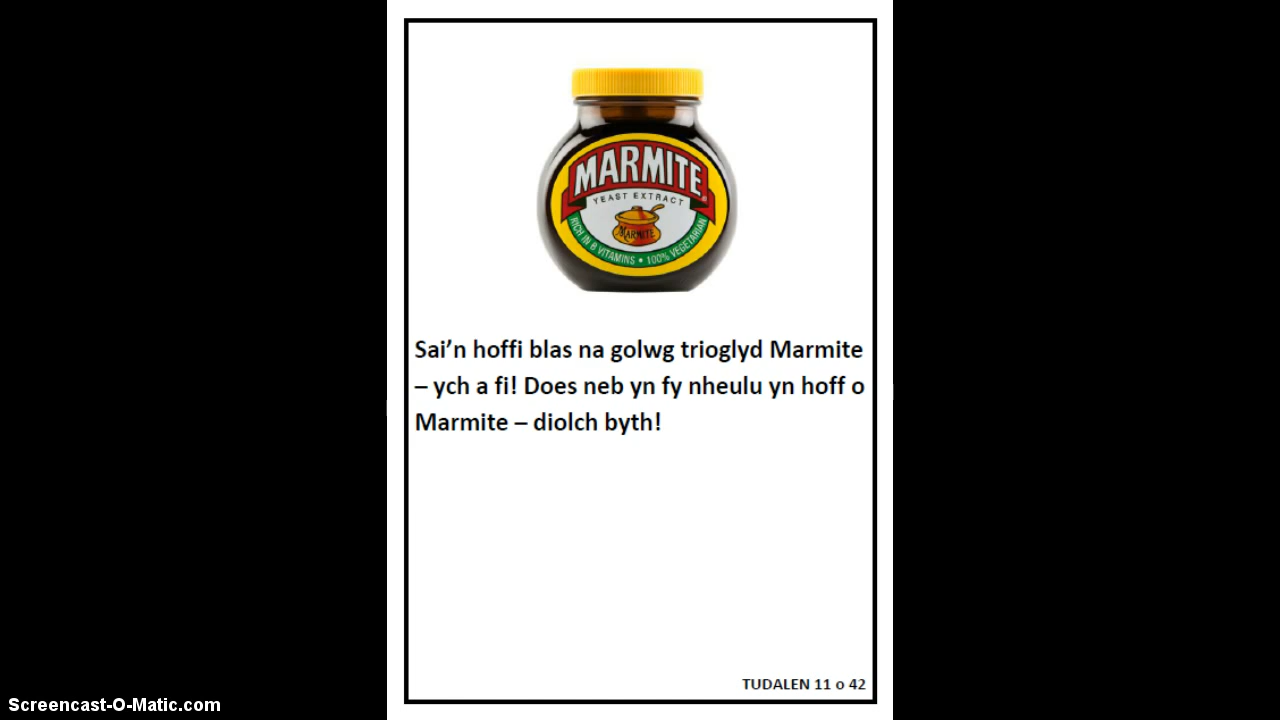 MARMITE
YEAST EXTRACT
MARMITE
RICH IN B VITAMINS • 100% VEGETARIAN
Sai’n hoffi blas na golwg trioglyd Marmite
– ych a fi! Does neb yn fy nheulu yn hoff o
Marmite – diolch byth!
TUDALEN 11 o 42
Screencast-O-Matic.com